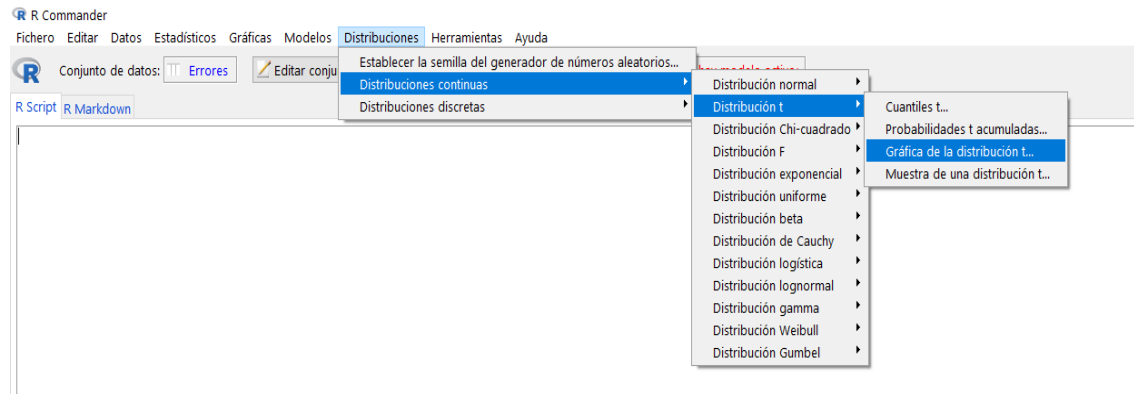 R Commander
Fichero Editar Datos Estadísticos Gráficas Modelos Distribuciones Herramientas Ayuda
Conjunto de datos: Errores Editar conju
Establecer la semilla del generador de números aleatorios...
Distribuciones continuas
Distribuciones discretas
R Script R Markdown
Distribución normal
Distribución t
Distribución Chi-cuadrado
Distribución F
Distribución exponencial
Distribución uniforme
Distribución beta
Distribución de Cauchy
Distribución logística
Distribución lognormal
Distribución gamma
Distribución Weibull
Distribución Gumbel
Cuantiles t...
Probabilidades t acumuladas...
Gráfica de la distribución t...
Muestra de una distribución t...